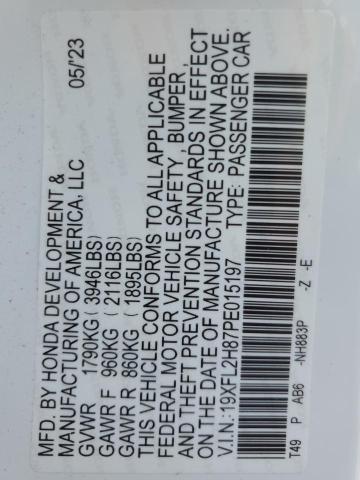 MFD. BY HONDA DEVELOPMENT &
MANUFACTURING OF AMERICA, LLC 05/'23
GVWR 1790KG ( 3946LBS)
GAWR F 960KG ( 2116LBS)
GAWR R 860KG ( 1895LBS)
THIS VEHICLE CONFORMS TO ALL APPLICABLE
FEDERAL MOTOR VEHICLE SAFETY , BUMPER,
AND THEFT PREVENTION STANDARDS IN EFFECT
ON THE DATE OF MANUFACTURE SHOWN ABOVE.
V.I.N.:19XFL2H87PE015197 TYPE: PASSENGER CAR
T49 P AB6 -NH883P -Z -E